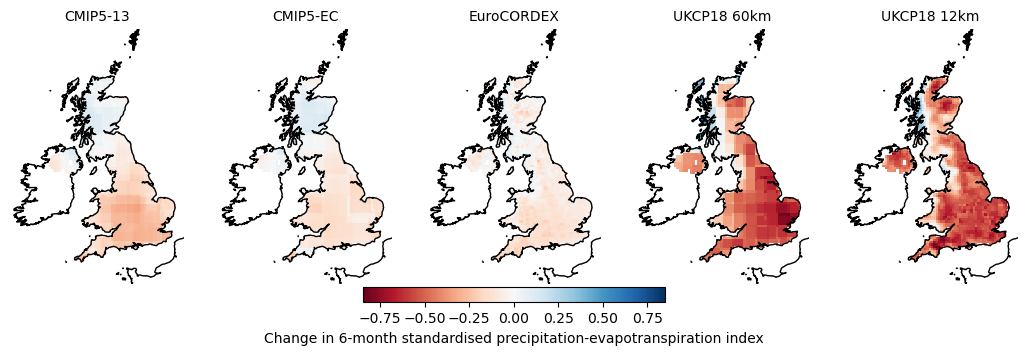 CMIP5-13 CMIP5-EC EuroCORDEX UKCP18 60km UKCP18 12km
−0.75 −0.50 −0.25 0.00 0.25 0.50 0.75
Change in 6-month standardised precipitation-evapotranspiration index